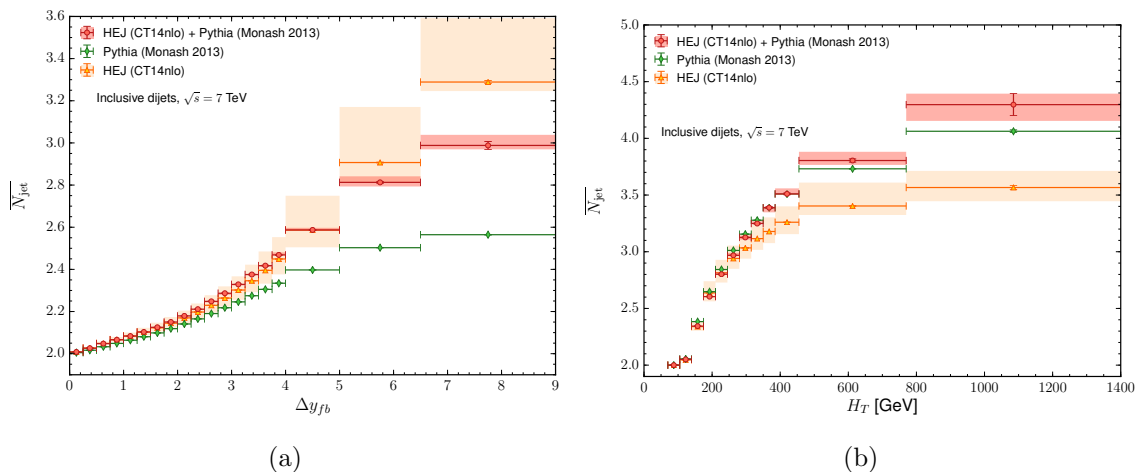 HEJ (CT14nlo) + Pythia (Monash 2013)
Pythia (Monash 2013)
HEJ (CT14nlo)
Inclusive dijets, √s = 7 TeV
3.6
3.4
3.2
3.0
2.8
2.6
2.4
2.2
2.0
N̅_jet
0 1 2 3 4 5 6 7 8 9
Δy_fb
(a)
HEJ (CT14nlo) + Pythia (Monash 2013)
Pythia (Monash 2013)
HEJ (CT14nlo)
Inclusive dijets, √s = 7 TeV
5.0
4.5
4.0
3.5
3.0
2.5
2.0
N̅_jet
0 200 400 600 800 1000 1200 1400
H_T [GeV]
(b)